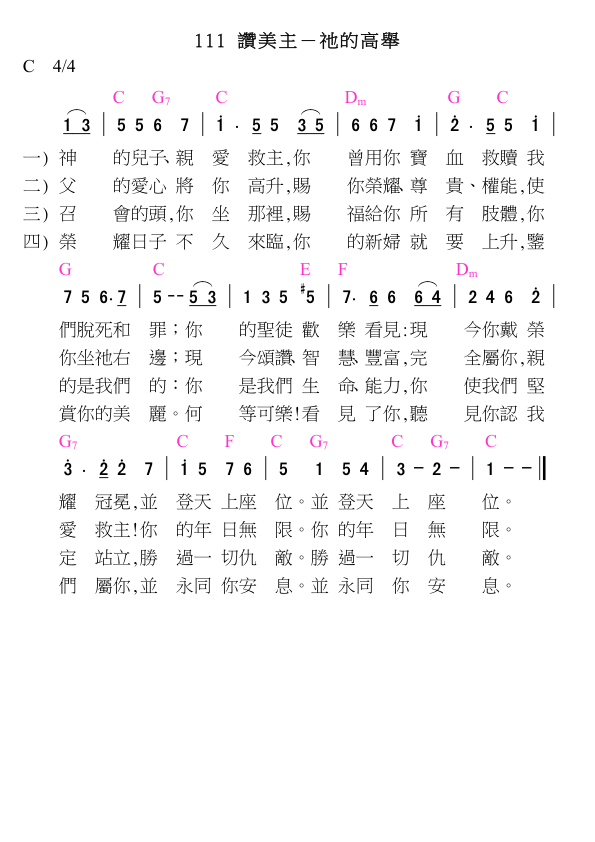 111 讚美主－祂的高舉
C 4/4
C G7 C Dm G C
1 3 | 5 5 6 7 | 1 . 5 5 3 5 | 6 6 7 1 | 2 . 5 5 1 |
一) 神 的兒子、親 愛 救主,你 曾用你 寶 血 救贖 我
二) 父 的愛心 將 你 高升,賜 你榮耀、尊 貴、權能,使
三) 召 會的頭,你 坐 那裡,賜 福給你 所 有 肢體,你
四) 榮 耀日子 不 久 來臨,你 的新婦 就 要 上升,鑒
G C E F Dm
7 5 6. 7 | 5 -- 5 3 | 1 3 5 #5 | 7. 6 6 6 4 | 2 4 6 2 |
們脫死和 罪；你 的聖徒 歡 樂 看見:現 今你戴 榮
你坐祂右 邊；現 今頌讚、智 慧、豐富,完 全屬你,親
的是我們 的：你 是我們 生 命、能力,你 使我們 堅
賞你的美 麗。何 等可樂!看 見 了你,聽 見你認 我
G7 C F C G7 C G7 C
3 . 2 2 7 | 1 5 7 6 | 5 1 5 4 | 3 – 2 – | 1 – – ||
耀 冠冕,並 登天 上座 位。並 登天 上 座 位。
愛 救主!你 的年 日無 限。你 的年 日 無 限。
定 站立,勝 過一 切仇 敵。勝 過一 切 仇 敵。
們 屬你,並 永同 你安 息。並 永同 你 安 息。